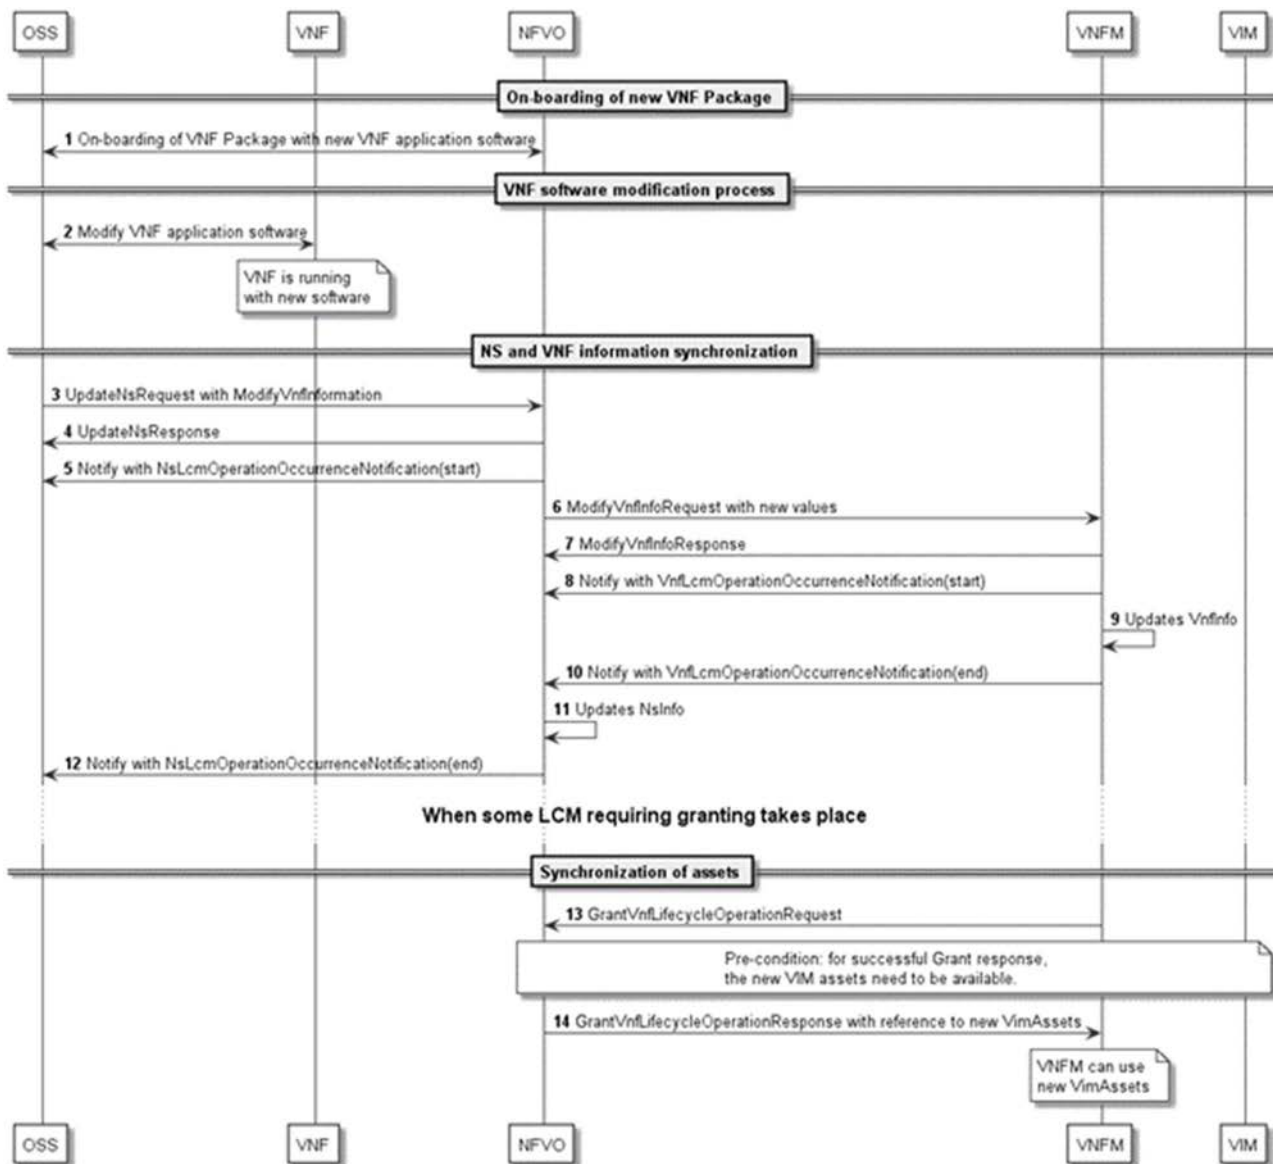 OSS
VNF
NFVO
VNFM
VIM
On-boarding of new VNF Package
1 On-boarding of VNF Package with new VNF application software
VNF software modification process
2 Modify VNF application software
VNF is running
with new software
NS and VNF information synchronization
3 UpdateNsRequest with ModifyVnfInformation
4 UpdateNsResponse
5 Notify with NsLcmOperationOccurrenceNotification(start)
6 ModifyVnfInfoRequest with new values
7 ModifyVnfInfoResponse
8 Notify with VnfLcmOperationOccurrenceNotification(start)
9 Updates VnfInfo
10 Notify with VnfLcmOperationOccurrenceNotification(end)
11 Updates NsInfo
12 Notify with NsLcmOperationOccurrenceNotification(end)
When some LCM requiring granting takes place
Synchronization of assets
13 GrantVnfLifecycleOperationRequest
Pre-condition: for successful Grant response,
the new VIM assets need to be available.
14 GrantVnfLifecycleOperationResponse with reference to new VimAssets
VNFM can use
new VimAssets
OSS
VNF
NFVO
VNFM
VIM